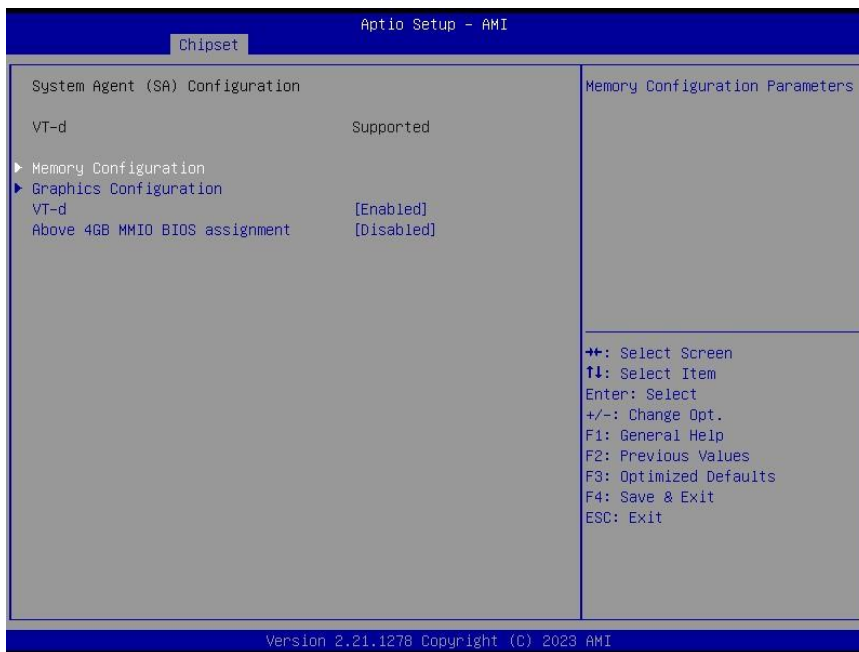 Aptio Setup - AMI
Chipset
System Agent (SA) Configuration
VT-d Supported
▶ Memory Configuration
▶ Graphics Configuration
VT-d [Enabled]
Above 4GB MMIO BIOS assignment [Disabled]
Memory Configuration Parameters
→←: Select Screen
↑↓: Select Item
Enter: Select
+/-: Change Opt.
F1: General Help
F2: Previous Values
F3: Optimized Defaults
F4: Save & Exit
ESC: Exit
Version 2.21.1278 Copyright (C) 2023 AMI